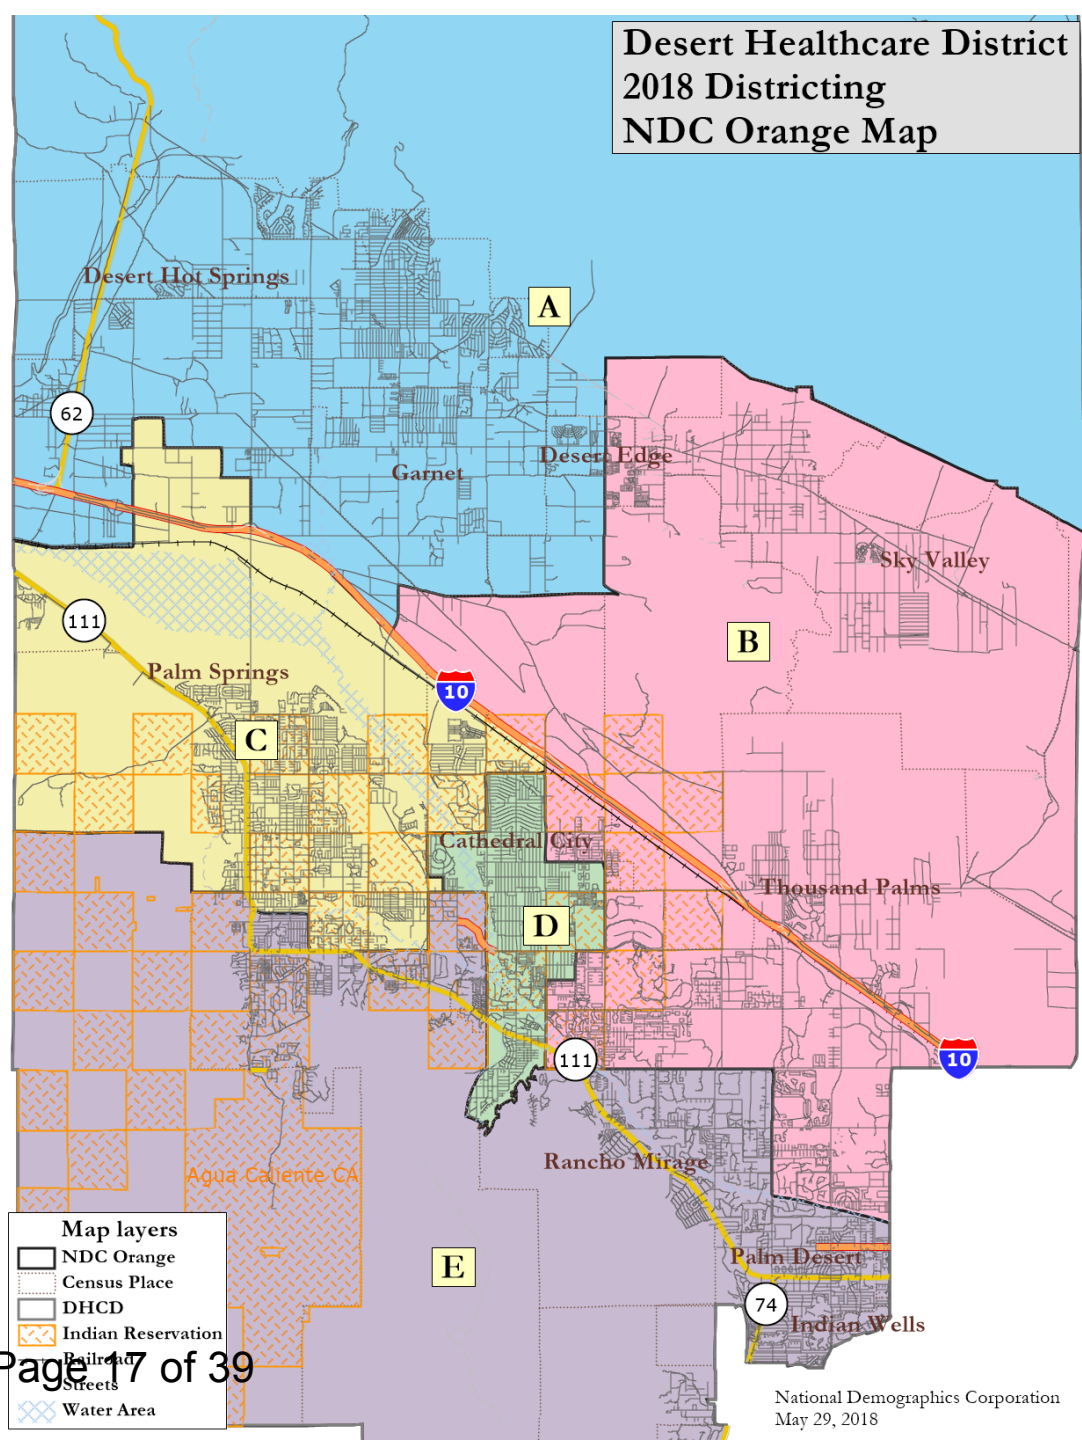 Desert Healthcare District
2018 Districting
NDC Orange Map
Desert Hot Springs
A
62
Garnet
Desert Edge
Sky Valley
111
B
Palm Springs
10
C
Cathedral City
Thousand Palms
D
111
10
Rancho Mirage
Agua Caliente CA
E
Palm Desert
74
Indian Wells
Map layers
NDC Orange
Census Place
DHCD
Indian Reservation
Railroad
Page 17 of 39
Streets
Water Area
National Demographics Corporation
May 29, 2018